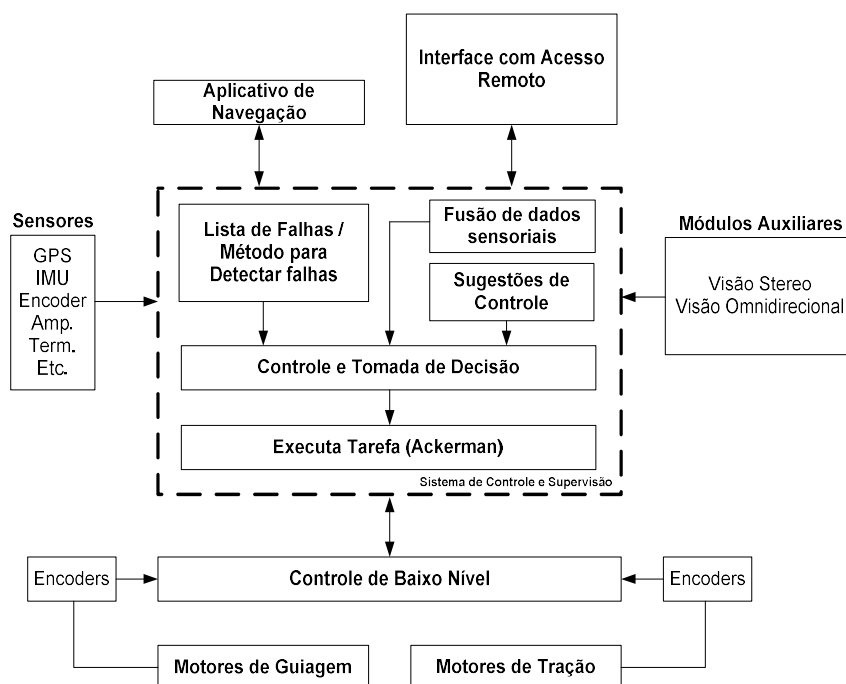 Interface com Acesso
Remoto
Aplicativo de
Navegação
Sensores
GPS
IMU
Encoder
Amp.
Term.
Etc.
Lista de Falhas /
Método para
Detectar falhas
Fusão de dados
sensoriais
Sugestões de
Controle
Módulos Auxiliares
Visão Stereo
Visão Omnidirecional
Controle e Tomada de Decisão
Executa Tarefa (Ackerman)
Sistema de Controle e Supervisão
Encoders
Controle de Baixo Nível
Encoders
Motores de Guiagem
Motores de Tração